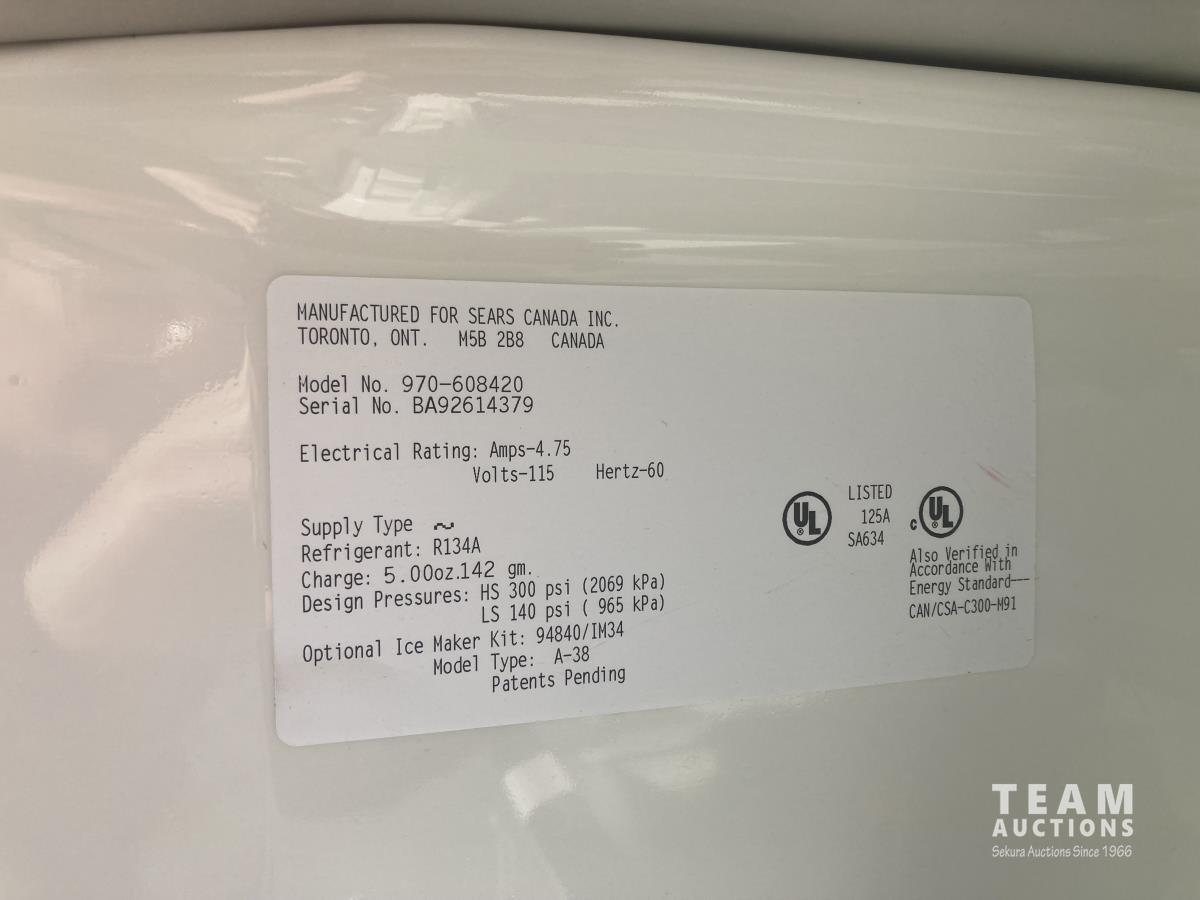 MANUFACTURED FOR SEARS CANADA INC.
TORONTO, ONT. M5B 2B8 CANADA
Model No. 970-608420
Serial No. BA92614379
Electrical Rating: Amps-4.75
Volts-115 Hertz-60
Supply Type ~
Refrigerant: R134A
Charge: 5.00oz.142 gm.
Design Pressures: HS 300 psi (2069 kPa)
LS 140 psi ( 965 kPa)
Optional Ice Maker Kit: 94840/IM34
Model Type: A-38
Patents Pending
UL
LISTED
125A
SA634
c UL
Also Verified in
Accordance With
Energy Standard---
CAN/CSA-C300-M91
TEAM
AUCTIONS
Sekura Auctions Since 1966